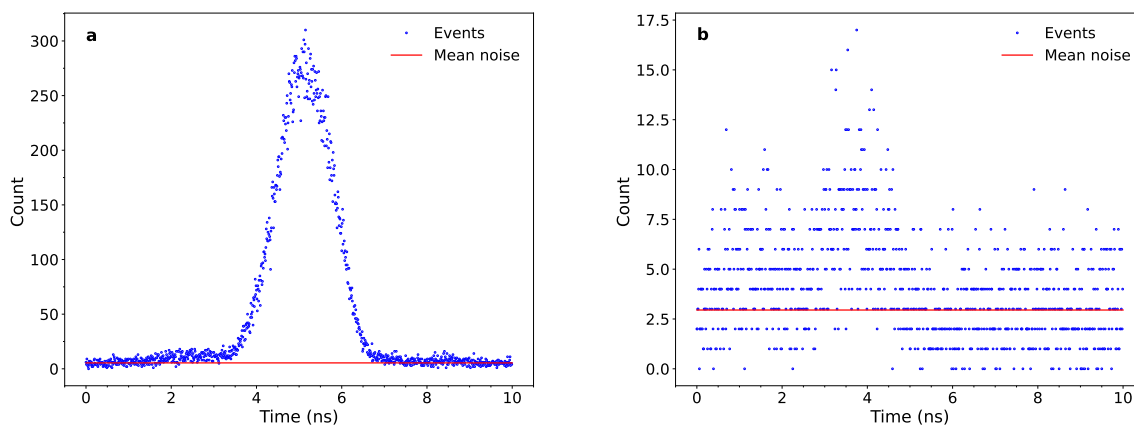 a
Events
Mean noise
300
250
200
150
100
50
0
Count
0 2 4 6 8 10
Time (ns)
b
Events
Mean noise
17.5
15.0
12.5
10.0
7.5
5.0
2.5
0.0
Count
0 2 4 6 8 10
Time (ns)